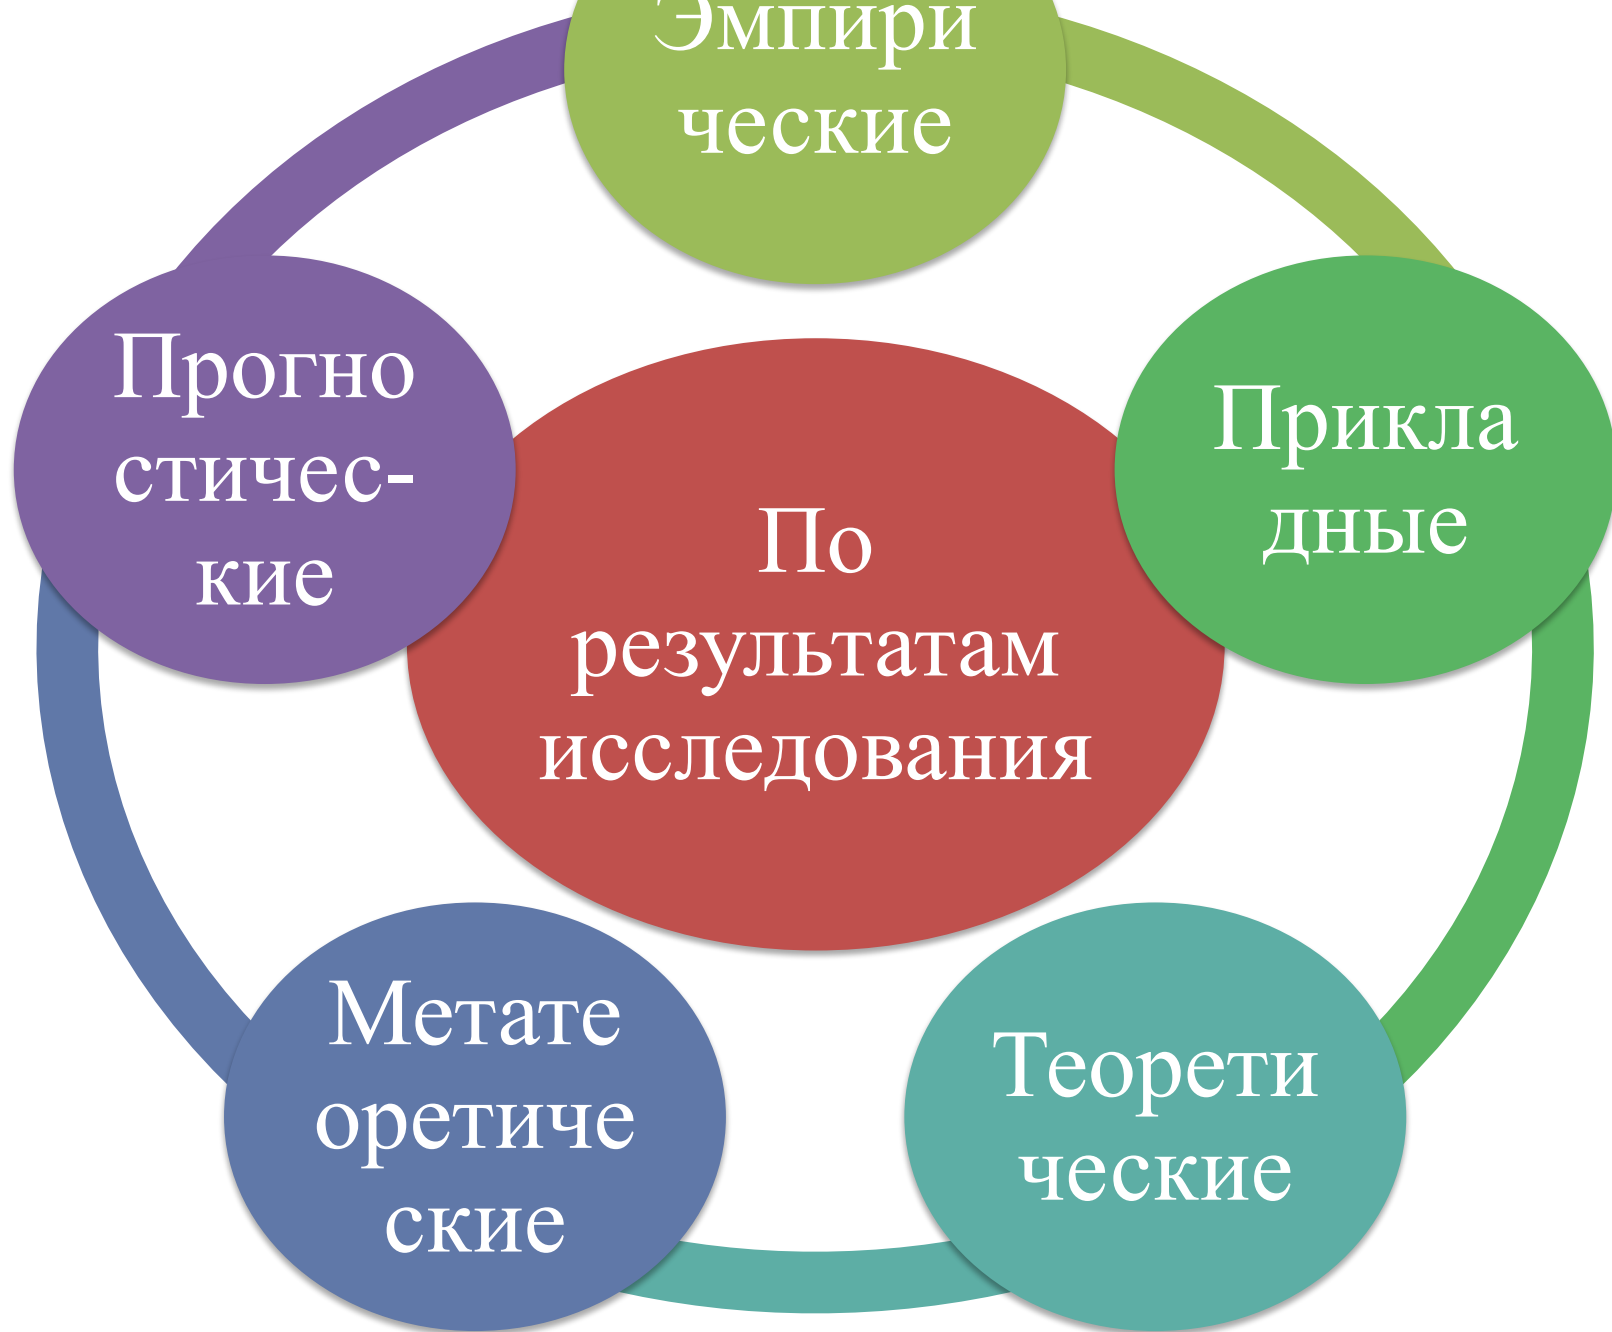 Эмпири
ческие
Прикла
дные
Теорети
ческие
Метате
оретиче
ские
Прогно
стичес-
кие
По
результатам
исследования